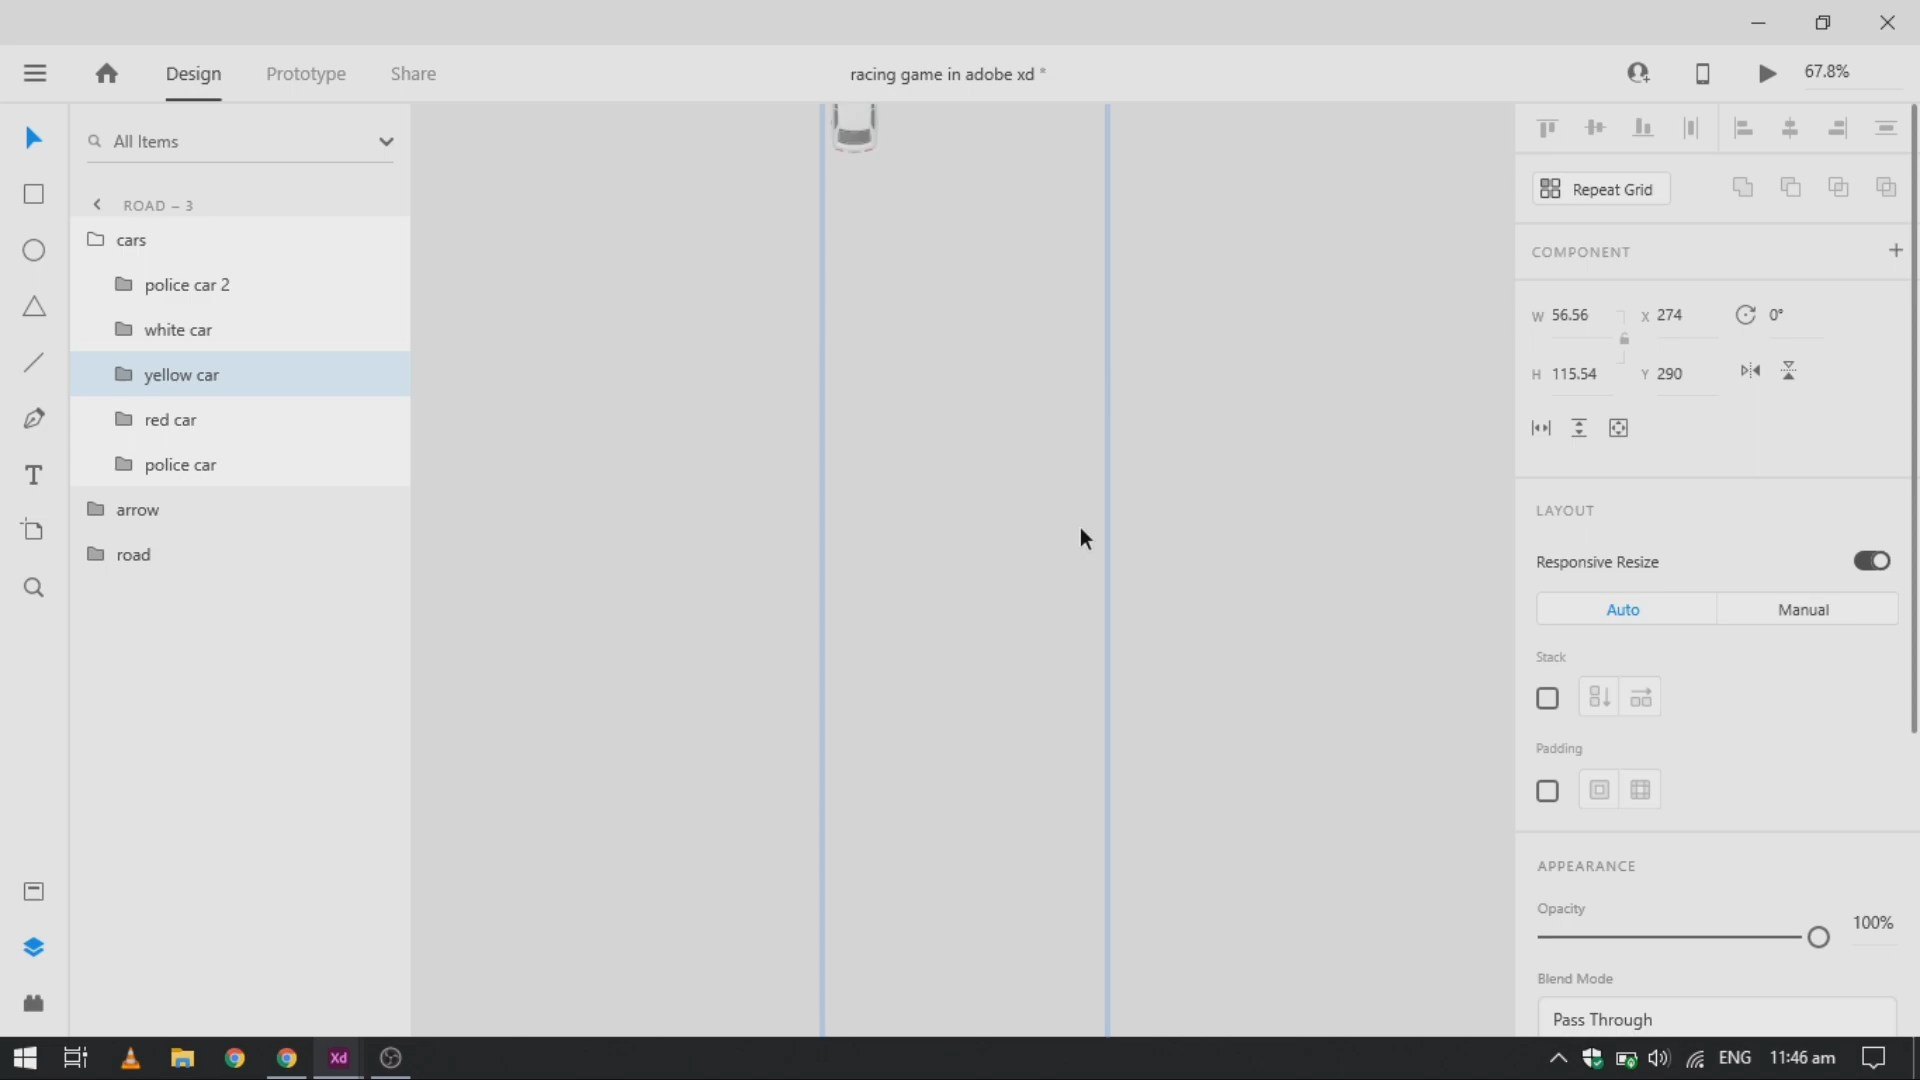 Design
Prototype
Share
racing game in adobe xd *
67.8%
All Items
ROAD – 3
cars
police car 2
white car
yellow car
red car
police car
arrow
road
Repeat Grid
COMPONENT
W 56.56
X 274
0°
H 115.54
Y 290
LAYOUT
Responsive Resize
Auto
Manual
Stack
Padding
APPEARANCE
Opacity
100%
Blend Mode
Pass Through
Xd
ENG
11:46 am